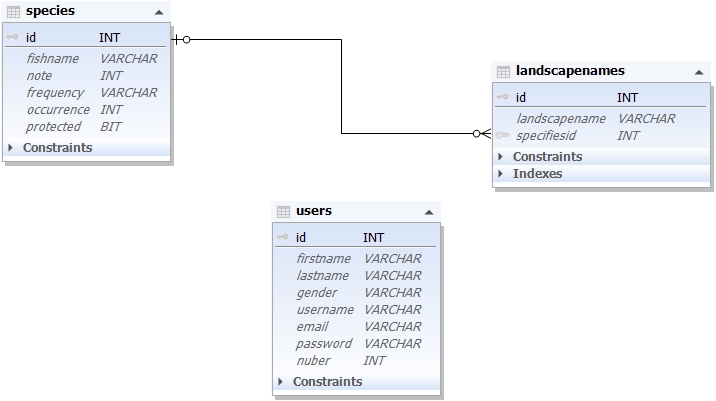 species
id INT
fishname VARCHAR
note INT
frequency VARCHAR
occurrence INT
protected BIT
Constraints
landscapenames
id INT
landscapename VARCHAR
specifiesid INT
Constraints
Indexes
users
id INT
firstname VARCHAR
lastname VARCHAR
gender VARCHAR
username VARCHAR
email VARCHAR
password VARCHAR
nuber INT
Constraints